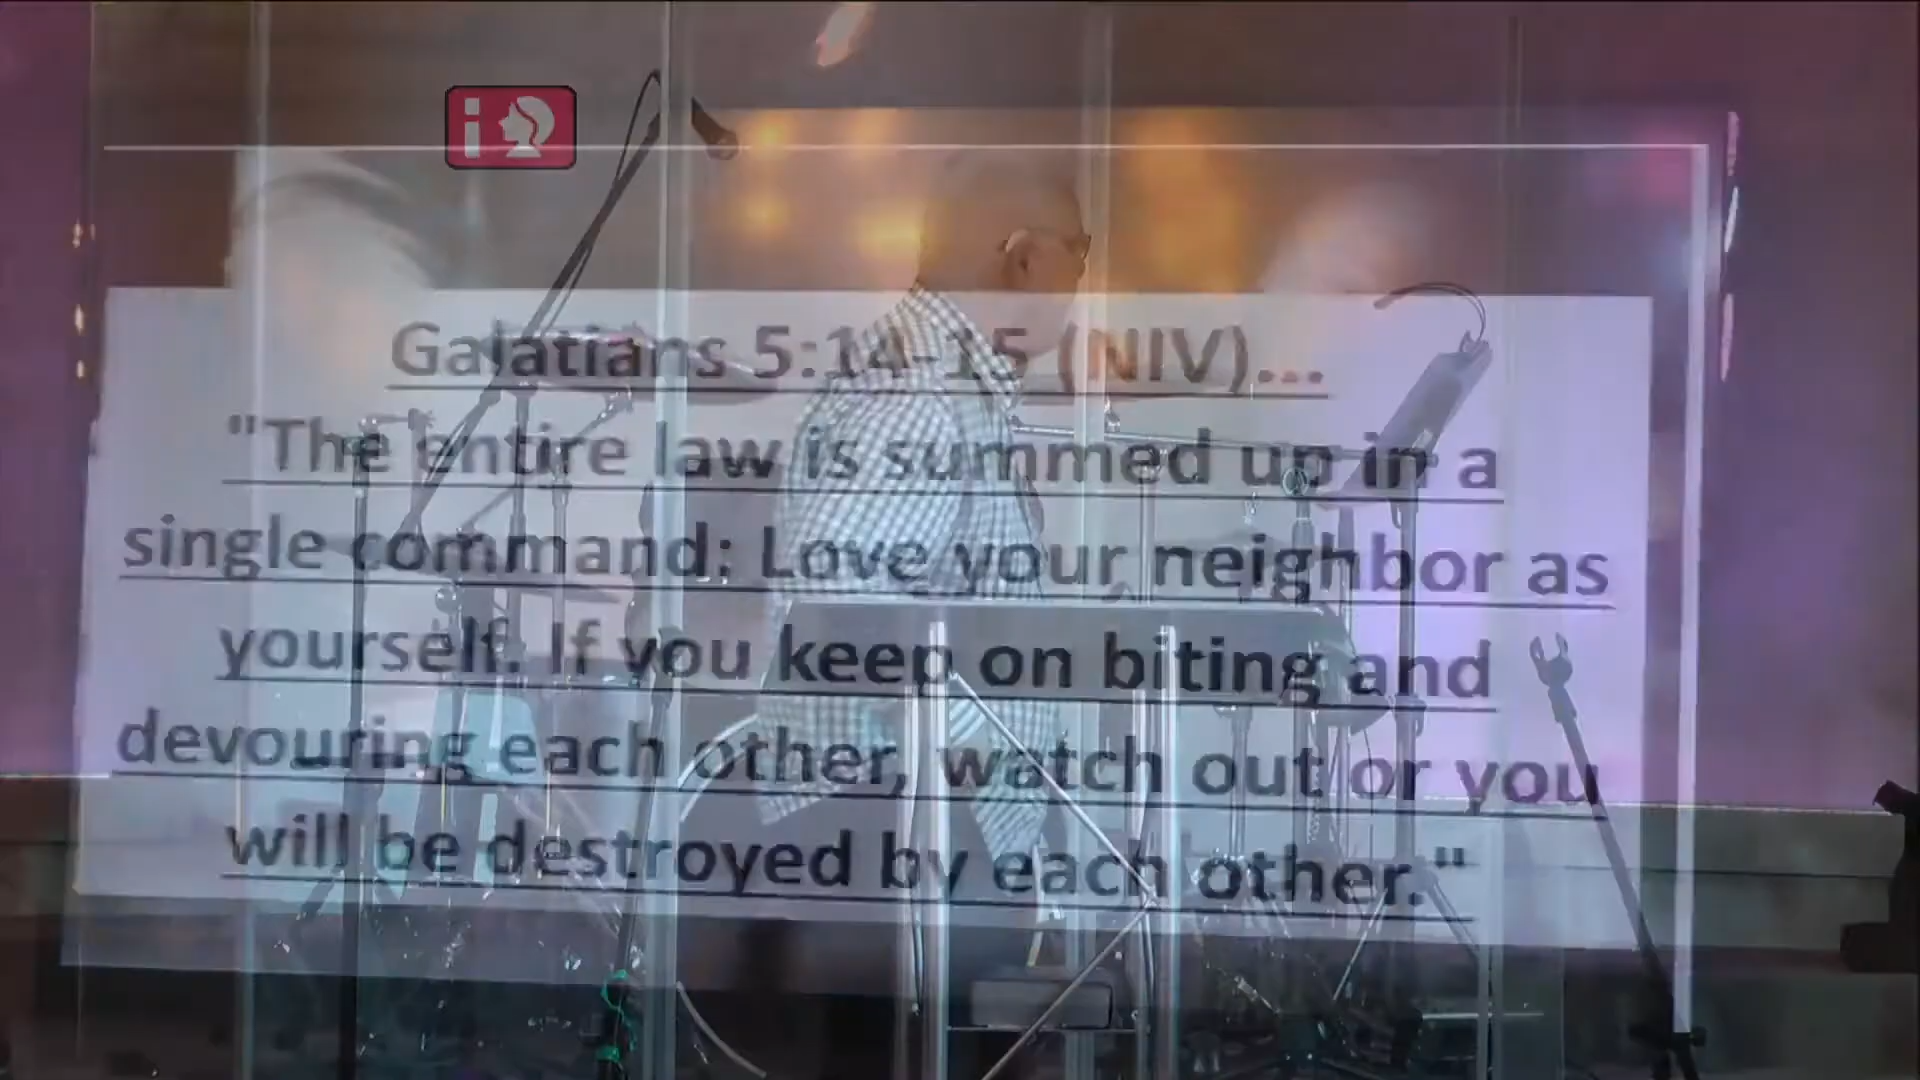 Galatians 5:14-15 (NIV)...
"The entire law is summed up in a
single command: Love your neighbor as
yourself. If you keep on biting and
devouring each other, watch out or you
will be destroyed by each other."